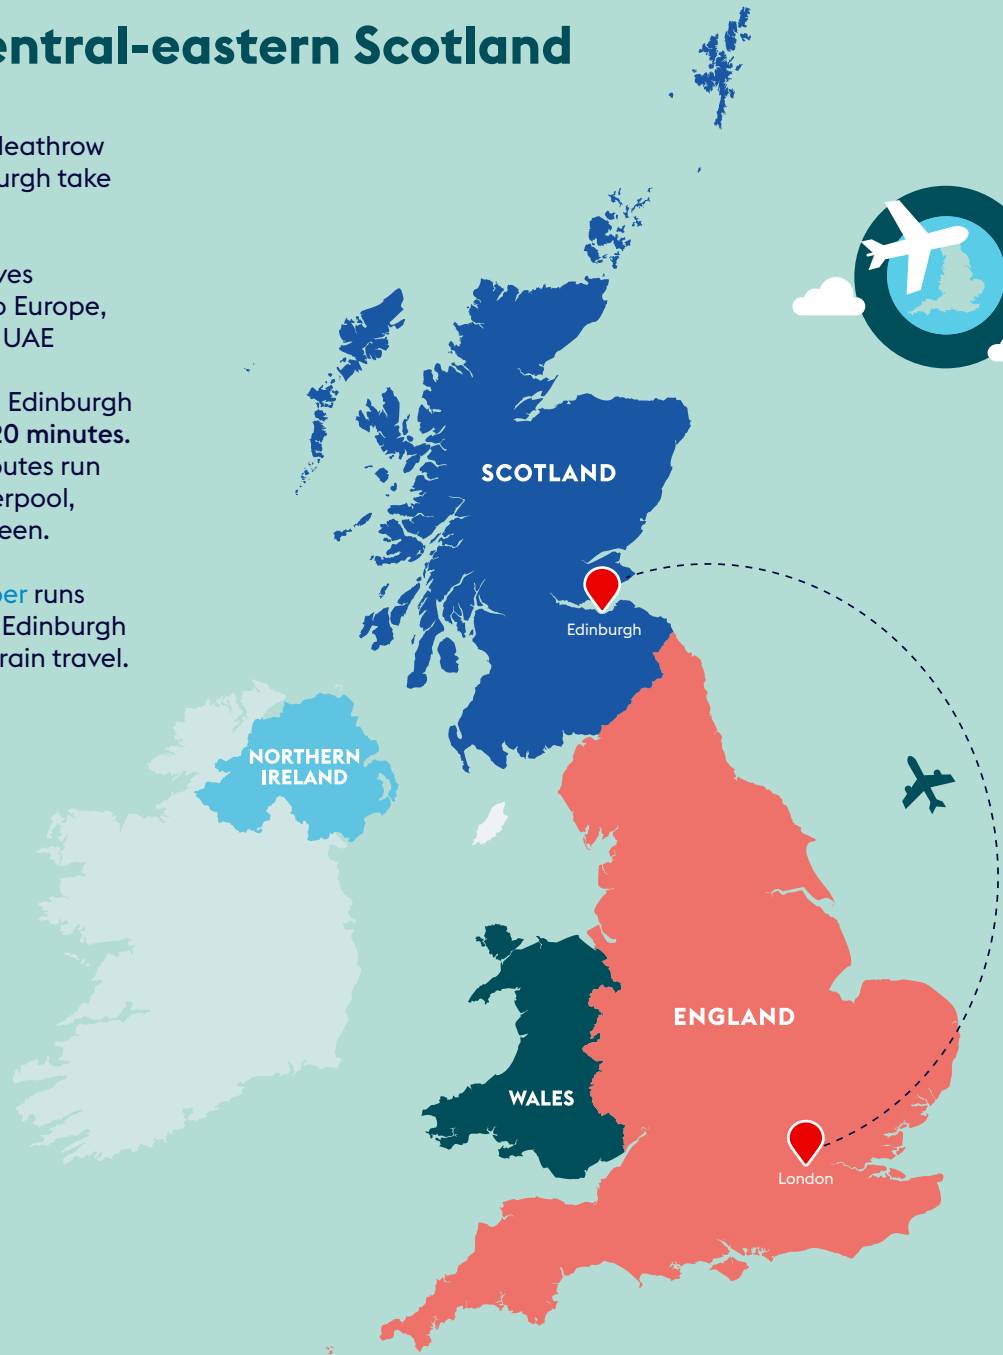 entral-eastern Scotland
leathrow
urgh take
ves
o Europe,
UAE
Edinburgh
20 minutes.
outes run
erpool,
een.
per runs
Edinburgh
rain travel.
SCOTLAND
Edinburgh
NORTHERN
IRELAND
ENGLAND
WALES
London